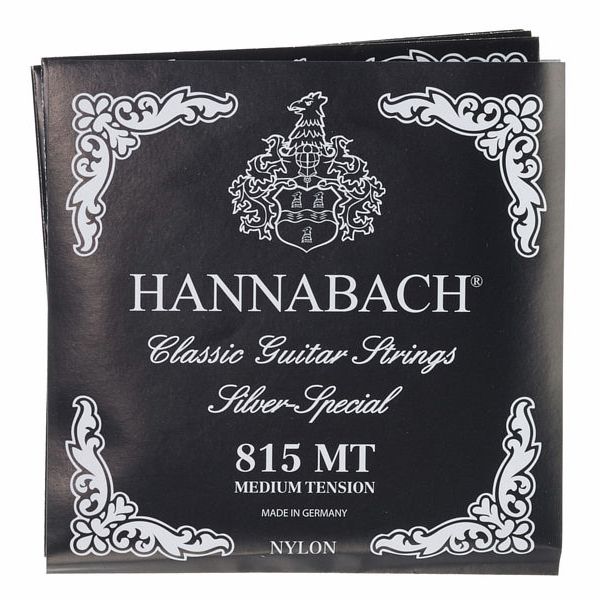 HANNABACH®
Classic Guitar Strings
Silver-Special
815 MT
MEDIUM TENSION
MADE IN GERMANY
NYLON